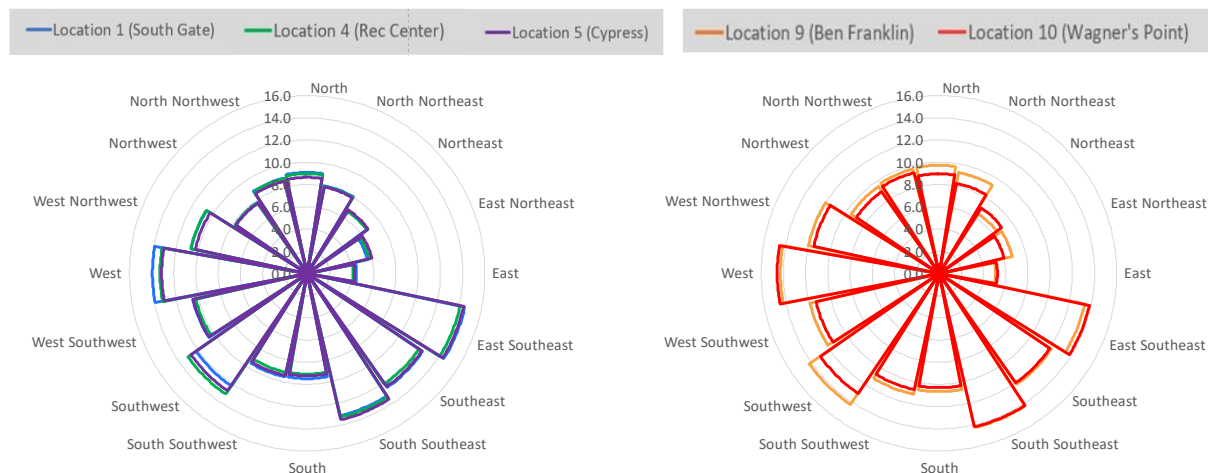 Location 1 (South Gate) Location 4 (Rec Center) Location 5 (Cypress)
Location 9 (Ben Franklin) Location 10 (Wagner's Point)
North
North Northwest 16.0 North Northeast
14.0
Northwest 12.0 Northeast
10.0
8.0
West Northwest 6.0 East Northeast
4.0
2.0
West 0.0 East
West Southwest East Southeast
Southwest Southeast
South Southwest South Southeast
South
North
North Northwest 16.0 North Northeast
14.0
Northwest 12.0 Northeast
10.0
8.0
West Northwest 6.0 East Northeast
4.0
2.0
West 0.0 East
West Southwest East Southeast
Southwest Southeast
South Southwest South Southeast
South